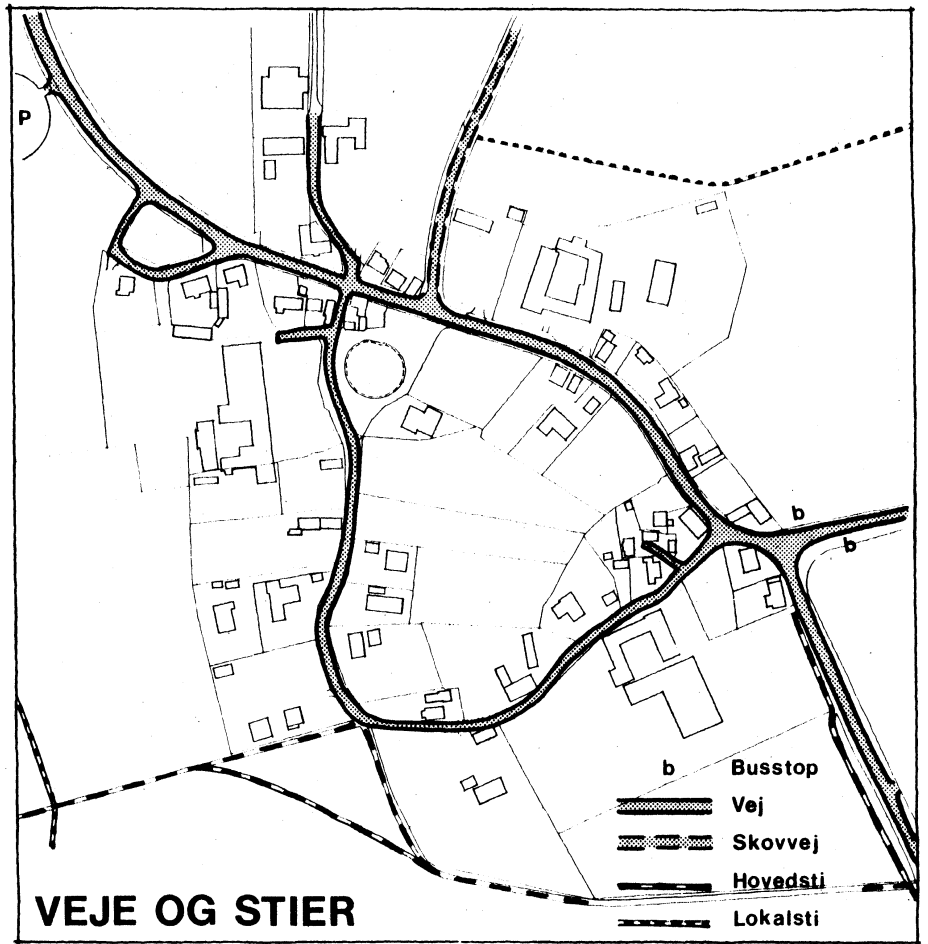 P
b
b
b Busstop
Vej
Skovvej
Hovedsti
Lokalsti
VEJE OG STIER